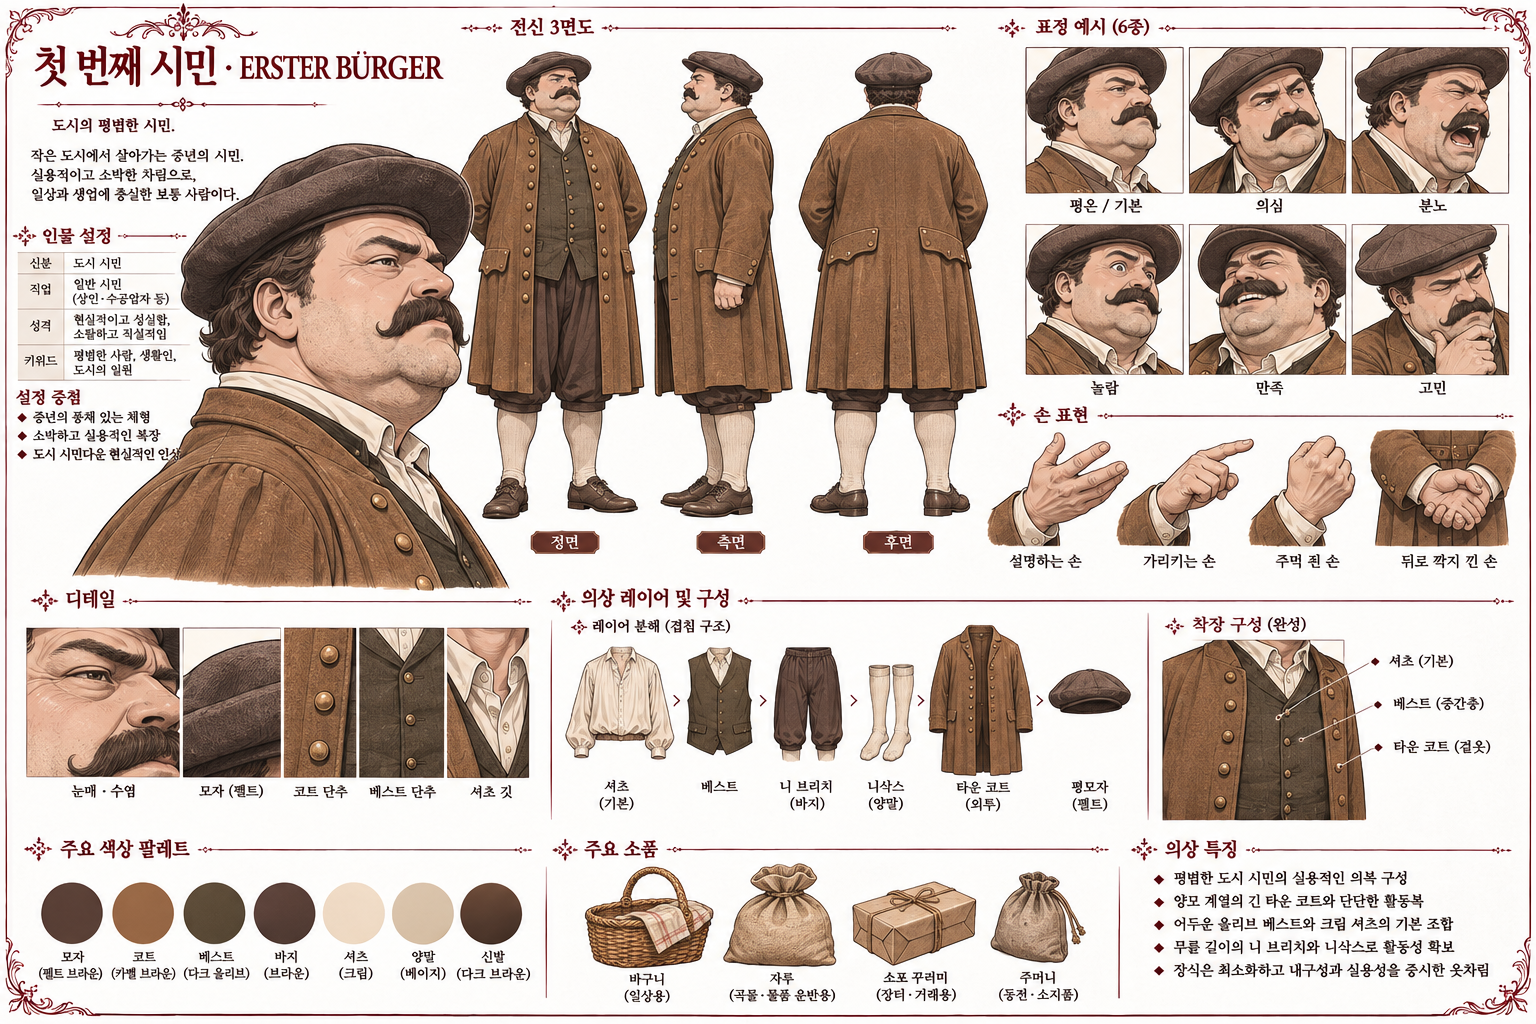 첫 번째 시민 · ERSTER BÜRGER
도시의 평범한 시민.
작은 도시에서 살아가는 중년의 시민.
실용적이고 소박한 차림으로,
일상과 생업에 충실한 보통 사람이다.
인물 설정
신분 도시 시민
직업 일반 시민
(상인·수공업자 등)
성격 현실적이고 성실함,
소탈하고 직설적임
키워드 평범한 사람, 생활인,
도시의 일원
설정 중점
중년의 풍채 있는 체형
소박하고 실용적인 복장
도시 시민다운 현실적인 인상
전신 3면도
정면
측면
후면
표정 예시 (6종)
평온 / 기본
의심
분노
놀람
만족
고민
손 표현
설명하는 손
가리키는 손
주먹 쥔 손
뒤로 깍지 낀 손
디테일
눈매 · 수염
모자 (펠트)
코트 단추
베스트 단추
셔츠 깃
의상 레이어 및 구성
레이어 분해 (겹침 구조)
셔츠
(기본)
베스트
니 브리치
(바지)
니삭스
(양말)
타운 코트
(외투)
평모자
(펠트)
착장 구성 (완성)
셔츠 (기본)
베스트 (중간층)
타운 코트 (겉옷)
주요 색상 팔레트
모자
(펠트 브라운)
코트
(카멜 브라운)
베스트
(다크 올리브)
바지
(브라운)
셔츠
(크림)
양말
(베이지)
신발
(다크 브라운)
주요 소품
바구니
(일상용)
자루
(곡물·물품 운반용)
소포 꾸러미
(장터·거래용)
주머니
(동전·소지품)
의상 특징
평범한 도시 시민의 실용적인 의복 구성
양모 계열의 긴 타운 코트와 단단한 활동복
어두운 올리브 베스트와 크림 셔츠의 기본 조합
무릎 길이의 니 브리치와 니삭스로 활동성 확보
장식은 최소화하고 내구성과 실용성을 중시한 옷차림